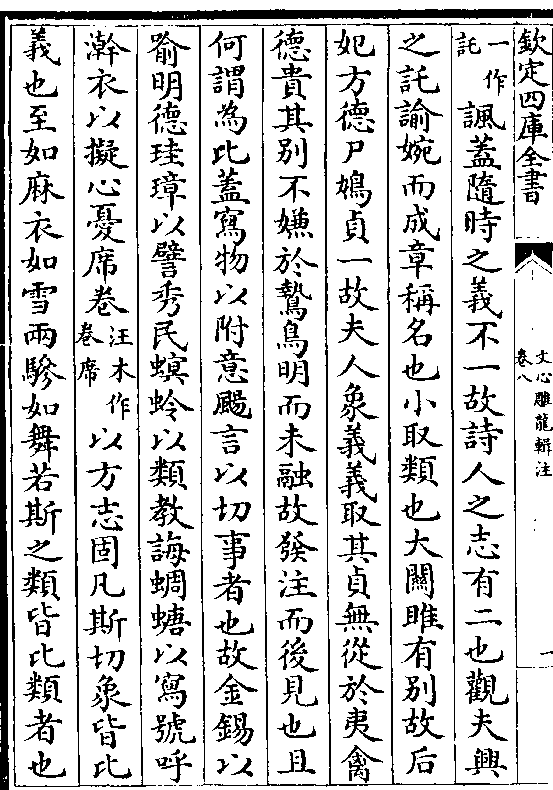 欽定四庫全書
文心雕龍輯注
卷八
一
一作託諷蓋隨時之義不一故詩人之志有二也觀夫興
之託諭婉而成章稱名也小取類也大關雎有別故后
妃方德尸鳩貞一故夫人象義義取其貞無從於夷禽
德貴其別不嫌於鷙鳥明而未融故發注而後見也且
何謂為比蓋寫物以附意颺言以切事者也故金錫以
喻明德珪璋以譬秀民螟蛉以類教誨蜩螗以寫號呼
澣衣以擬心憂席卷汪本作卷席以方志固凡斯切象皆比
義也至如麻衣如雪兩驂如舞若斯之類皆比類者也